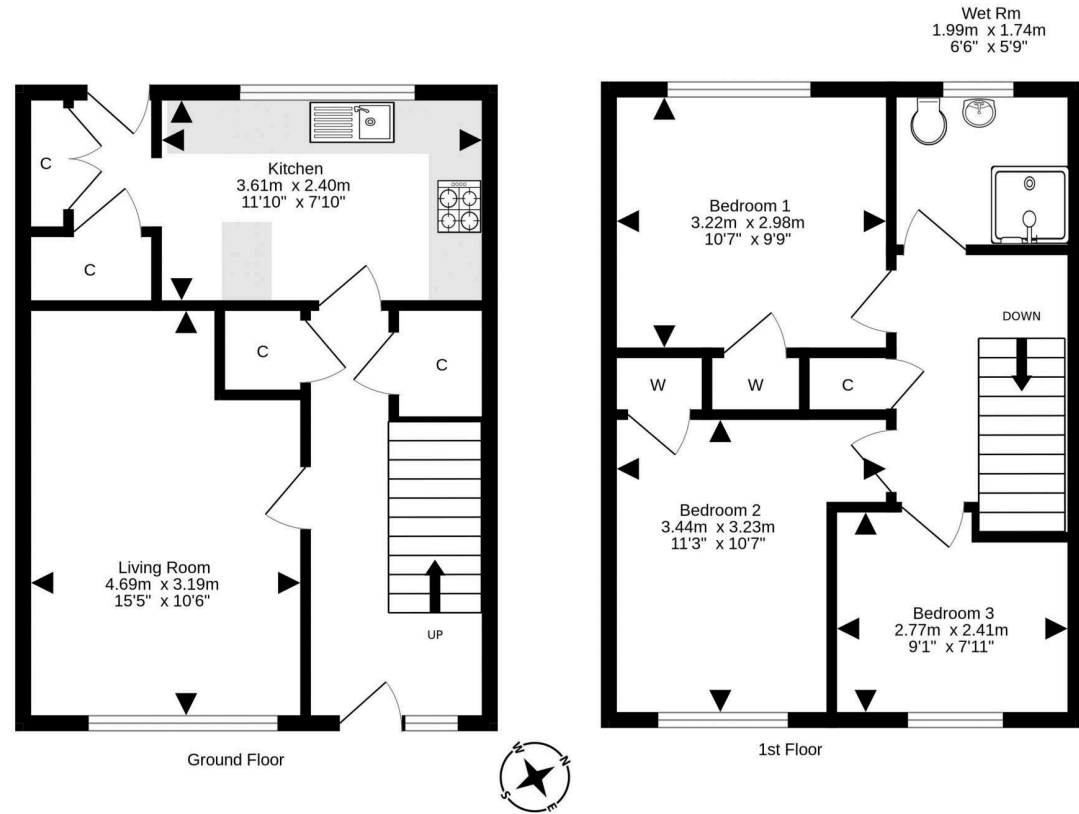 Wet Rm
1.99m x 1.74m
6'6" x 5'9"
C
Kitchen
3.61m x 2.40m
11'10" x 7'10"
C
C
C
Living Room
4.69m x 3.19m
15'5" x 10'6"
UP
Ground Floor
Bedroom 1
3.22m x 2.98m
10'7" x 9'9"
DOWN
W
W
C
Bedroom 2
3.44m x 3.23m
11'3" x 10'7"
Bedroom 3
2.77m x 2.41m
9'1" x 7'11"
1st Floor
W
N
S
E